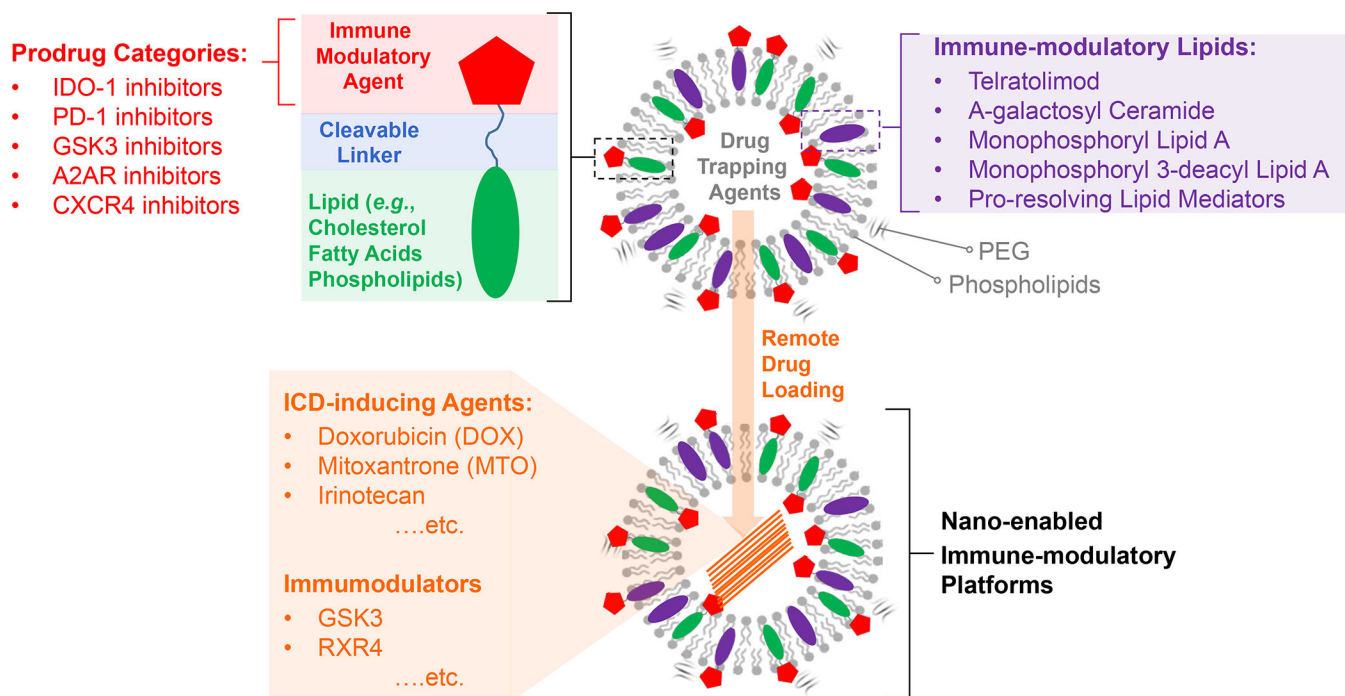 Prodrug Categories:
• IDO-1 inhibitors
• PD-1 inhibitors
• GSK3 inhibitors
• A2AR inhibitors
• CXCR4 inhibitors
Immune
Modulatory
Agent
Cleavable
Linker
Lipid (e.g.,
Cholesterol
Fatty Acids
Phospholipids)
Drug
Trapping
Agents
Immune-modulatory Lipids:
• Telratolimod
• A-galactosyl Ceramide
• Monophosphoryl Lipid A
• Monophosphoryl 3-deacyl Lipid A
• Pro-resolving Lipid Mediators
PEG
Phospholipids
Remote
Drug
Loading
ICD-inducing Agents:
• Doxorubicin (DOX)
• Mitoxantrone (MTO)
• Irinotecan
….etc.
Immumodulators
• GSK3
• RXR4
….etc.
Nano-enabled
Immune-modulatory
Platforms